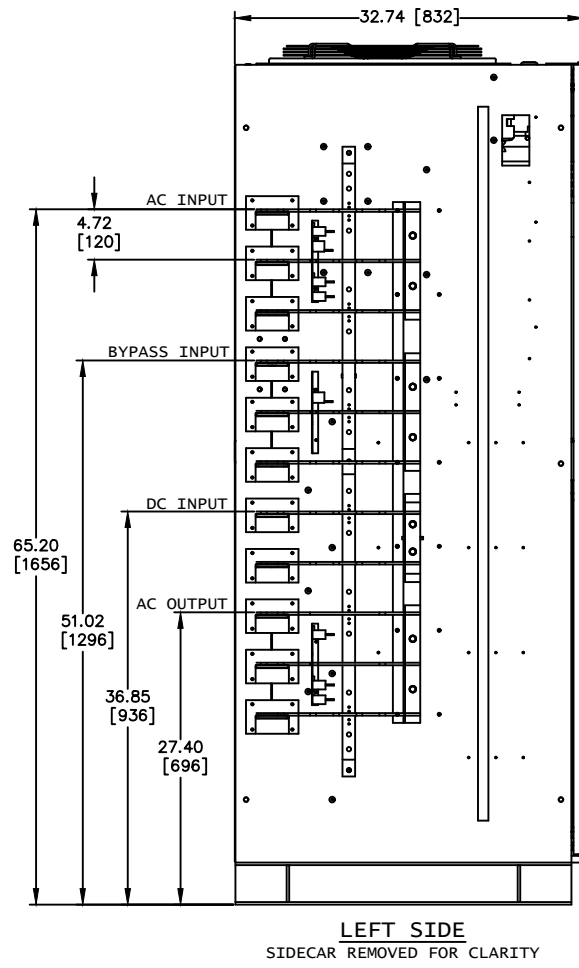 32.74 [832]
AC INPUT
4.72
[120]
BYPASS INPUT
DC INPUT
65.20
[1656]
AC OUTPUT
51.02
[1296]
36.85
[936]
27.40
[696]
LEFT SIDE
SIDECAR REMOVED FOR CLARITY